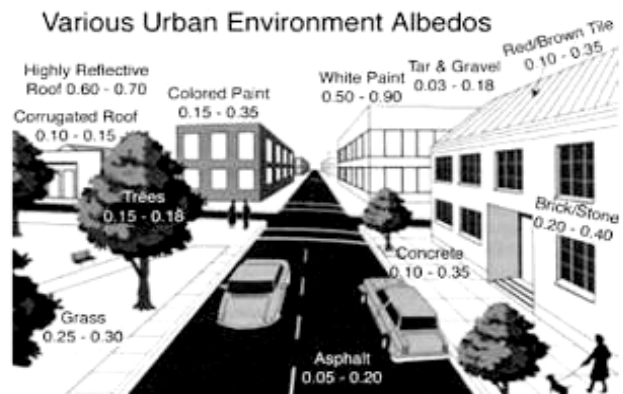 Various Urban Environment Albedos
Highly Reflective
Roof 0.60 - 0.70
Corrugated Roof
0.10 - 0.15
Colored Paint
0.15 - 0.35
White Paint
0.50 - 0.90
Tar & Gravel
0.03 - 0.18
Red/Brown Tile
0.10 - 0.35
Trees
0.15 - 0.18
Brick/Stone
0.20 - 0.40
Concrete
0.10 - 0.35
Grass
0.25 - 0.30
Asphalt
0.05 - 0.20